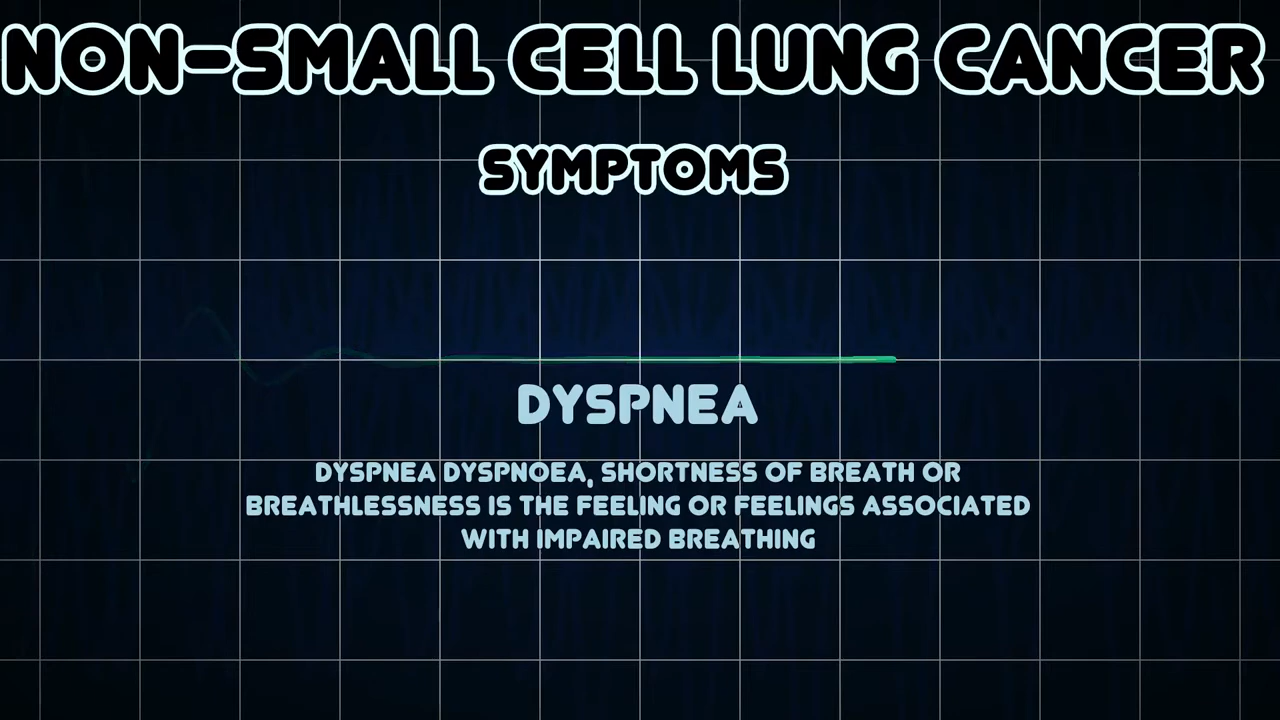 NON-SMALL CELL LUNG CANCER
SYMPTOMS
DYSPNEA
DYSPNEA DYSPNOEA, SHORTNESS OF BREATH OR
BREATHLESSNESS IS THE FEELING OR FEELINGS ASSOCIATED
WITH IMPAIRED BREATHING